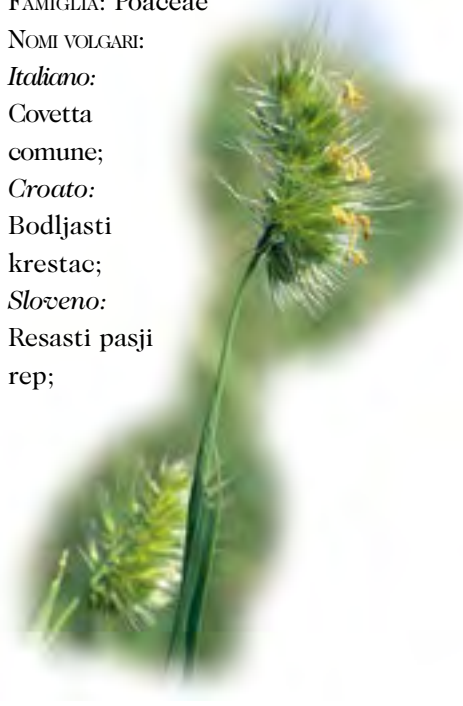 FAMIGLIA: Poaceae
NOMI VOLGARI:
Italiano:
Covetta
comune;
Croato:
Bodljasti
krestac;
Sloveno:
Resasti pasji
rep;